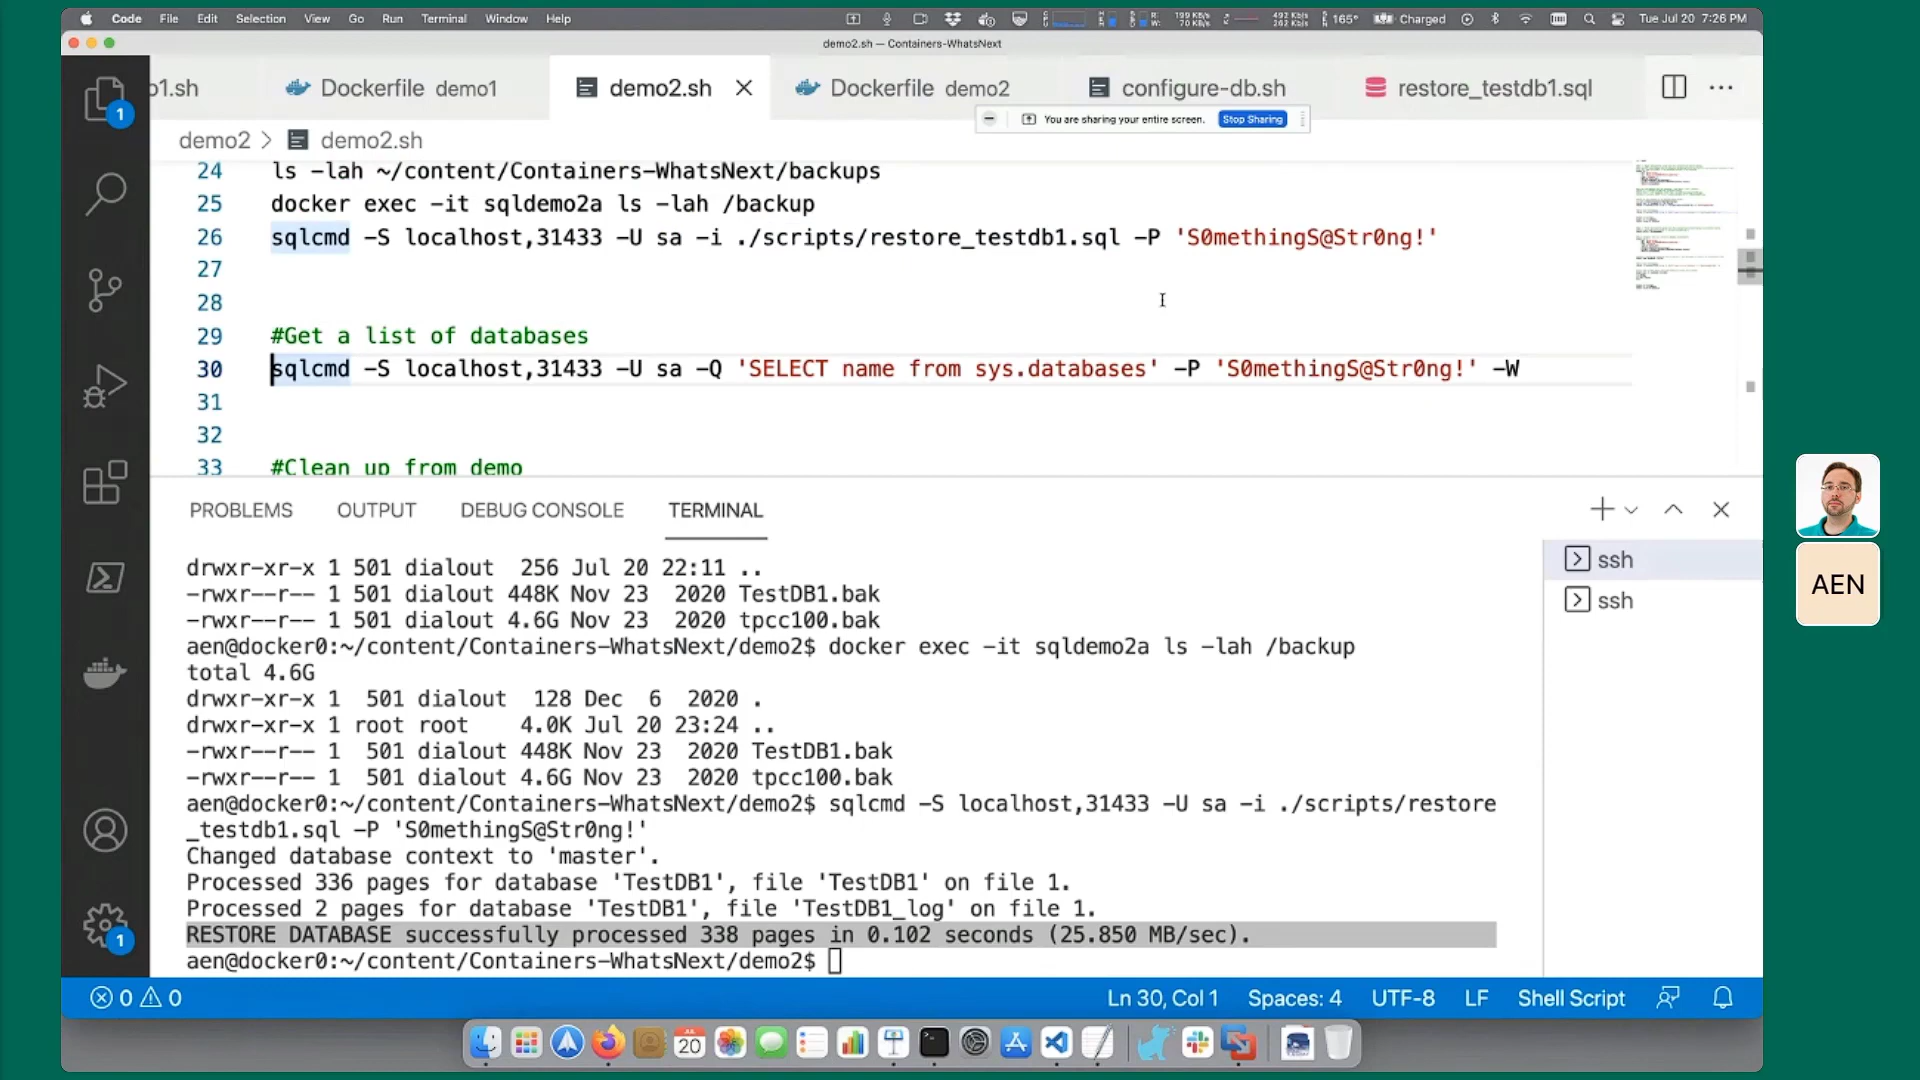 Code File Edit Selection View Go Run Terminal Window Help 199 KB/s 70 KB/s 492 Kb/s 262 Kb/s 165° Charged Tue Jul 20 7:26 PM
demo2.sh — Containers-WhatsNext
o1.sh Dockerfile demo1 demo2.sh Dockerfile demo2 configure-db.sh restore_testdb1.sql
You are sharing your entire screen. Stop Sharing
demo2 > demo2.sh
24 ls -lah ~/content/Containers-WhatsNext/backups
25 docker exec -it sqldemo2a ls -lah /backup
26 sqlcmd -S localhost,31433 -U sa -i ./scripts/restore_testdb1.sql -P 'S0methingS@Str0ng!'
27
28
29 #Get a list of databases
30 sqlcmd -S localhost,31433 -U sa -Q 'SELECT name from sys.databases' -P 'S0methingS@Str0ng!' -W
31
32
33 #Clean up from demo
PROBLEMS OUTPUT DEBUG CONSOLE TERMINAL
drwxr-xr-x 1 501 dialout 256 Jul 20 22:11 ..
-rwxr--r-- 1 501 dialout 448K Nov 23 2020 TestDB1.bak
-rwxr--r-- 1 501 dialout 4.6G Nov 23 2020 tpcc100.bak
aen@docker0:~/content/Containers-WhatsNext/demo2$ docker exec -it sqldemo2a ls -lah /backup
total 4.6G
drwxr-xr-x 1 501 dialout 128 Dec 6 2020 .
drwxr-xr-x 1 root root 4.0K Jul 20 23:24 ..
-rwxr--r-- 1 501 dialout 448K Nov 23 2020 TestDB1.bak
-rwxr--r-- 1 501 dialout 4.6G Nov 23 2020 tpcc100.bak
aen@docker0:~/content/Containers-WhatsNext/demo2$ sqlcmd -S localhost,31433 -U sa -i ./scripts/restore
_testdb1.sql -P 'S0methingS@Str0ng!'
Changed database context to 'master'.
Processed 336 pages for database 'TestDB1', file 'TestDB1' on file 1.
Processed 2 pages for database 'TestDB1', file 'TestDB1_log' on file 1.
RESTORE DATABASE successfully processed 338 pages in 0.102 seconds (25.850 MB/sec).
aen@docker0:~/content/Containers-WhatsNext/demo2$
ssh
ssh
1
1
0 0 Ln 30, Col 1 Spaces: 4 UTF-8 LF Shell Script
JUL
20
AEN